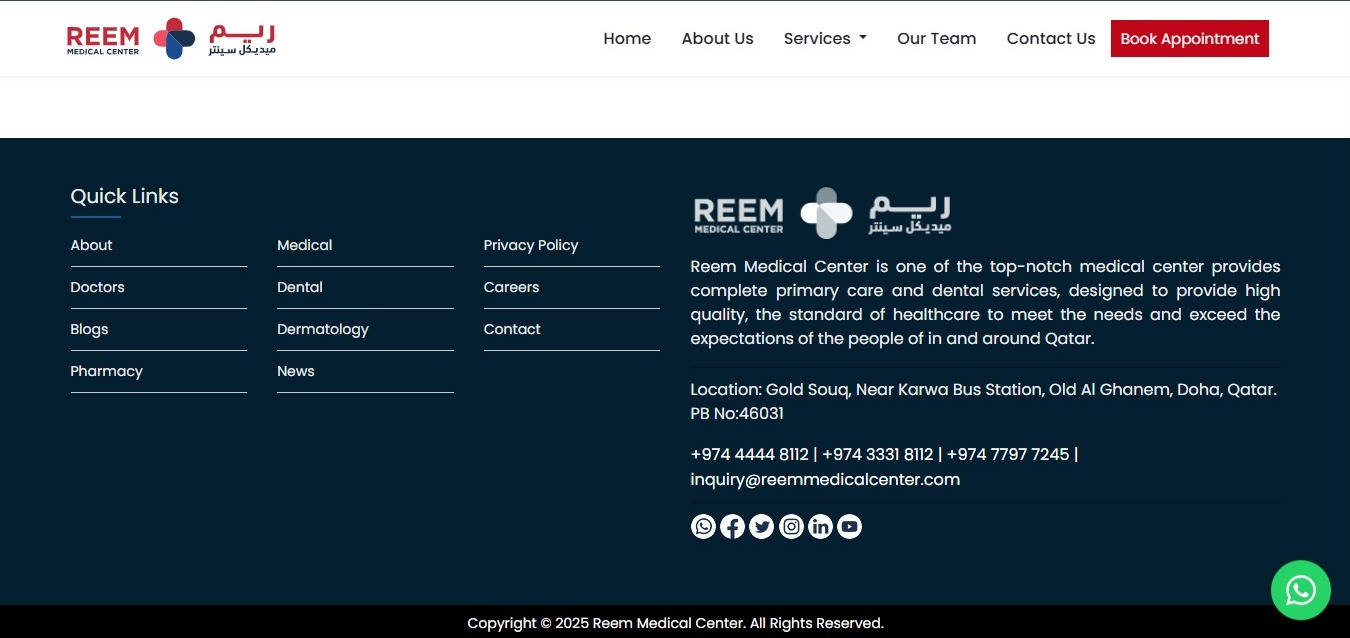 REEM
MEDICAL CENTER
ريم
ميديكل سينتر
Home
About Us
Services
Our Team
Contact Us
Book Appointment
Quick Links
About
Doctors
Blogs
Pharmacy
Medical
Dental
Dermatology
News
Privacy Policy
Careers
Contact
REEM
MEDICAL CENTER
ريم
ميديكل سينتر
Reem Medical Center is one of the top-notch medical center provides
complete primary care and dental services, designed to provide high
quality, the standard of healthcare to meet the needs and exceed the
expectations of the people of in and around Qatar.
Location: Gold Souq, Near Karwa Bus Station, Old Al Ghanem, Doha, Qatar.
PB No:46031
+974 4444 8112 | +974 3331 8112 | +974 7797 7245 |
inquiry@reemmedicalcenter.com
Copyright © 2025 Reem Medical Center. All Rights Reserved.